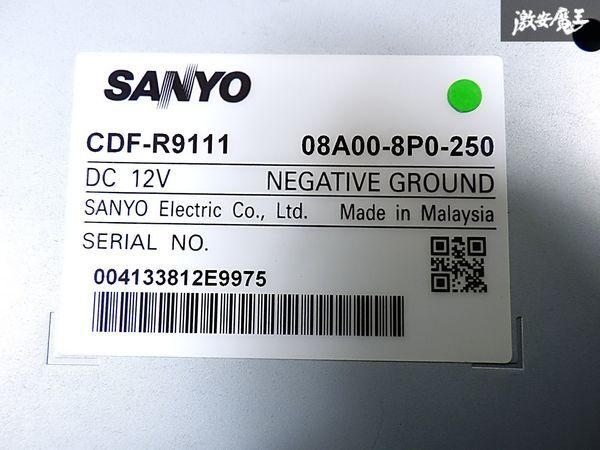 激安魔王
SANYO
CDF-R9111 08A00-8P0-250
DC 12V NEGATIVE GROUND
SANYO Electric Co., Ltd. Made in Malaysia
SERIAL NO.
004133812E9975